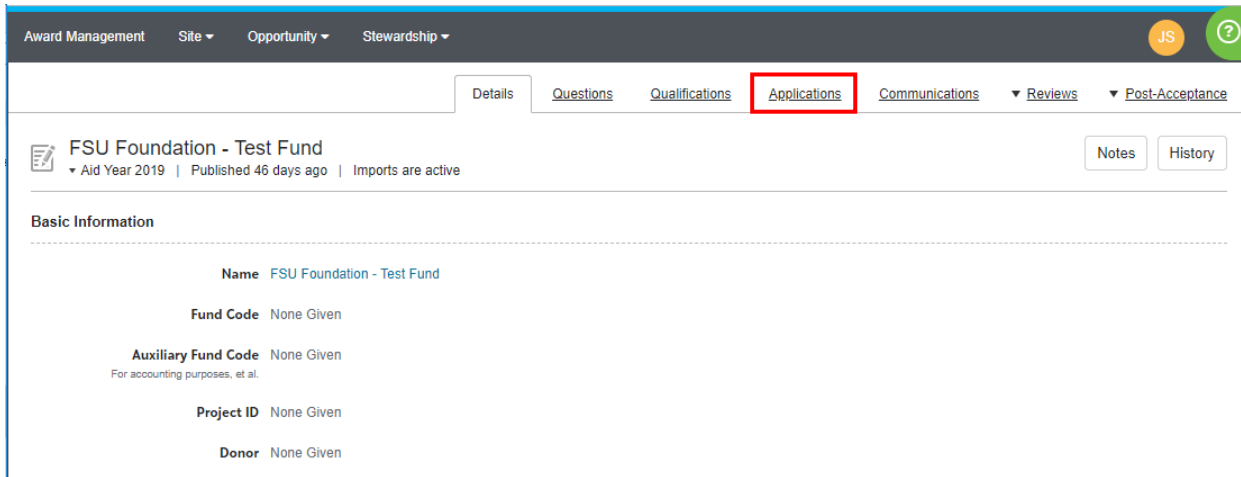 Award Management Site ▾ Opportunity ▾ Stewardship ▾ JS ?
Details Questions Qualifications Applications Communications ▼ Reviews ▼ Post-Acceptance
FSU Foundation - Test Fund Notes History
▾ Aid Year 2019 | Published 46 days ago | Imports are active
Basic Information
Name FSU Foundation - Test Fund
Fund Code None Given
Auxiliary Fund Code None Given
For accounting purposes, et al.
Project ID None Given
Donor None Given